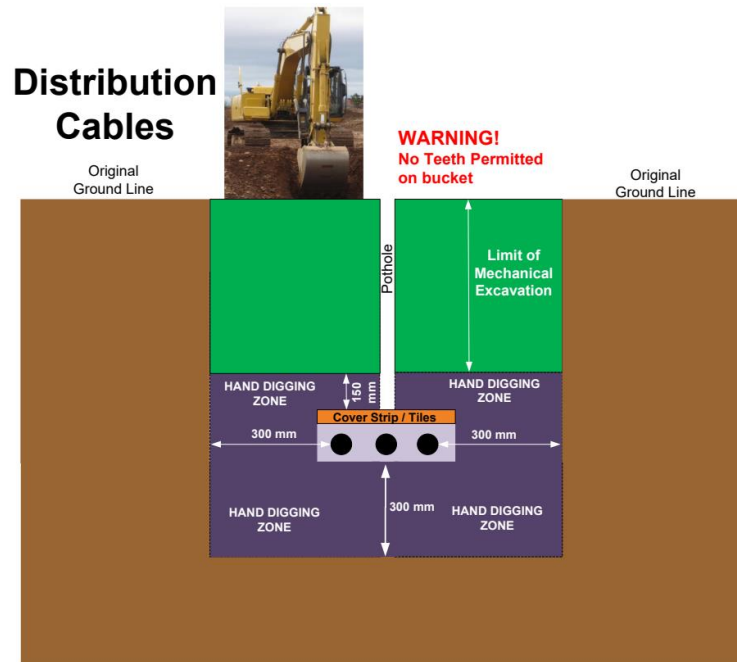 Distribution
Cables
WARNING!
No Teeth Permitted
on bucket
Original
Ground Line
Original
Ground Line
Pothole
Limit of
Mechanical
Excavation
HAND DIGGING
ZONE
150
mm
HAND DIGGING
ZONE
Cover Strip / Tiles
300 mm
300 mm
HAND DIGGING
ZONE
300 mm
HAND DIGGING
ZONE